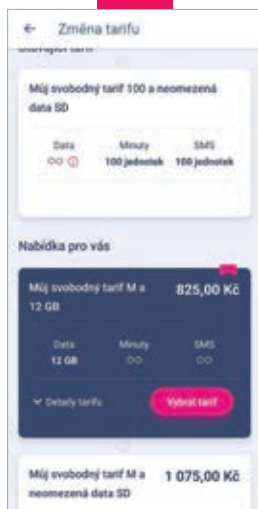 ← Změna tarifu
Stávající tarif
Můj svobodný tarif 100 a neomezená
data SD
Data Minuty SMS
∞ 100 jednotek 100 jednotek
Nabídka pro vás
Můj svobodný tarif M a 825,00 Kč
12 GB
Data Minuty SMS
12 GB ∞ ∞
Detaily tarifu Vybrat tarif
Můj svobodný tarif M a 1 075,00 Kč
neomezená data SD